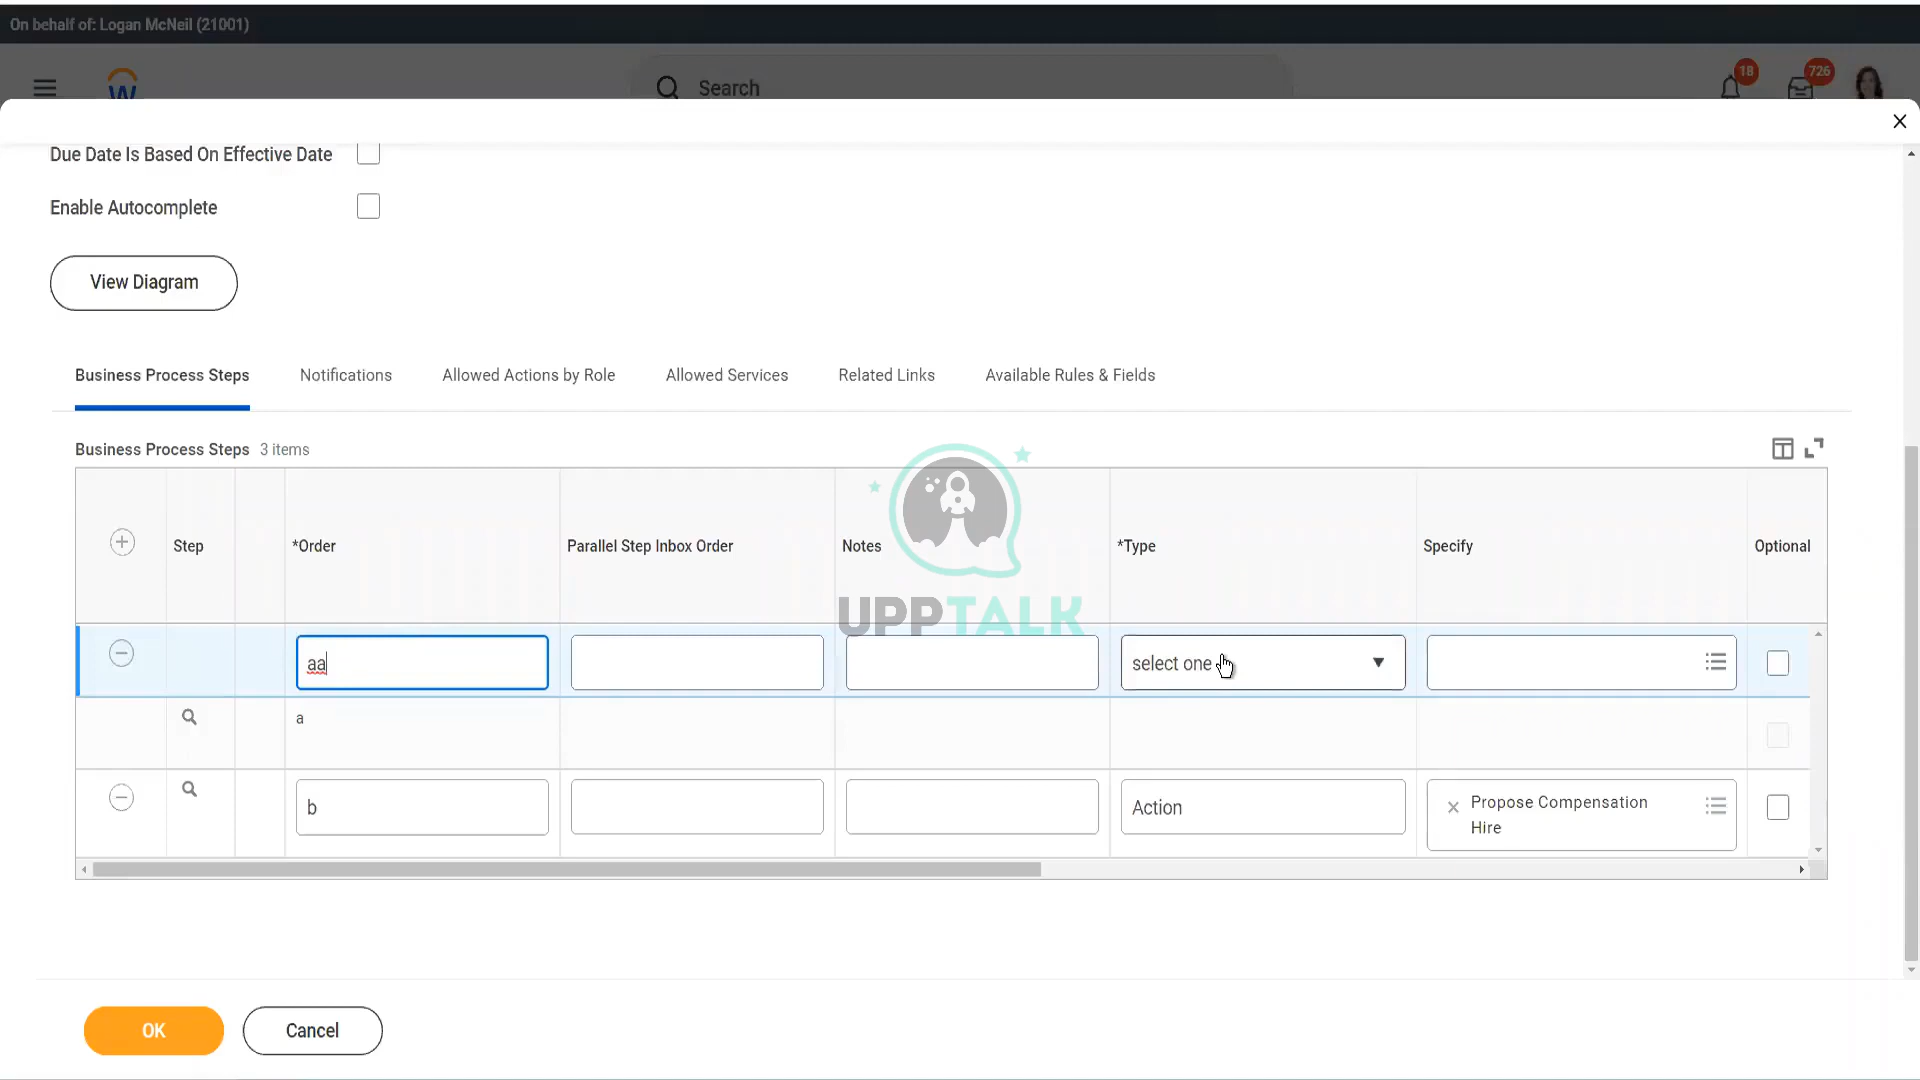 On behalf of: Logan McNeil (21001)
W
Search
18
726
Due Date Is Based On Effective Date
Enable Autocomplete
View Diagram
Business Process Steps
Notifications
Allowed Actions by Role
Allowed Services
Related Links
Available Rules & Fields
Business Process Steps 3 items
Step
*Order
Parallel Step Inbox Order
Notes
*Type
Specify
Optional
UPPTALK
aa
select one
a
b
Action
Propose Compensation
Hire
OK
Cancel